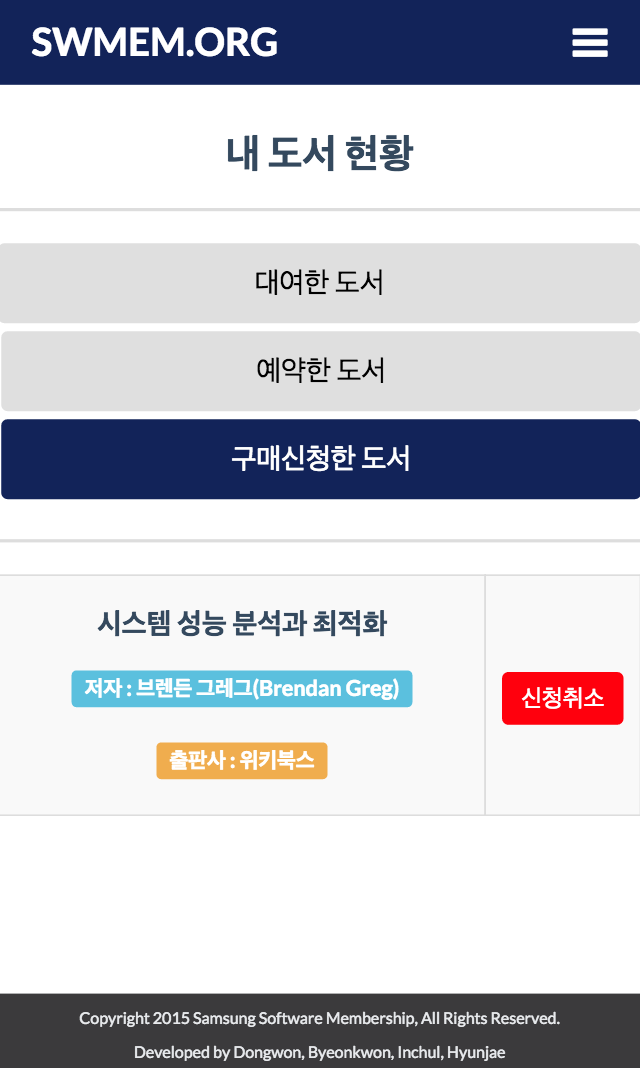 SWMEM.ORG
내 도서 현황
대여한 도서
예약한 도서
구매신청한 도서
시스템 성능 분석과 최적화
저자 : 브렌든 그레그(Brendan Greg)
신청취소
출판사 : 위키북스
Copyright 2015 Samsung Software Membership, All Rights Reserved.
Developed by Dongwon, Byeonkwon, Inchul, Hyunjae